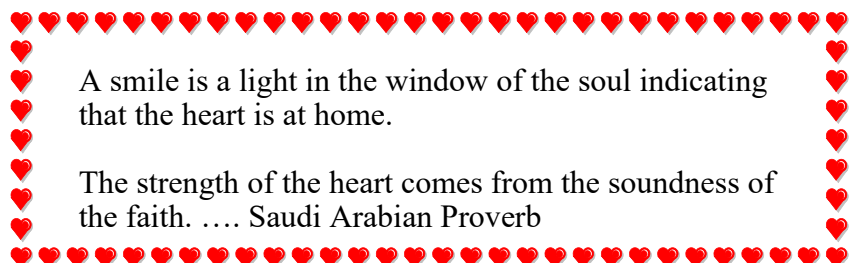 A smile is a light in the window of the soul indicating
that the heart is at home.
The strength of the heart comes from the soundness of
the faith. …. Saudi Arabian Proverb